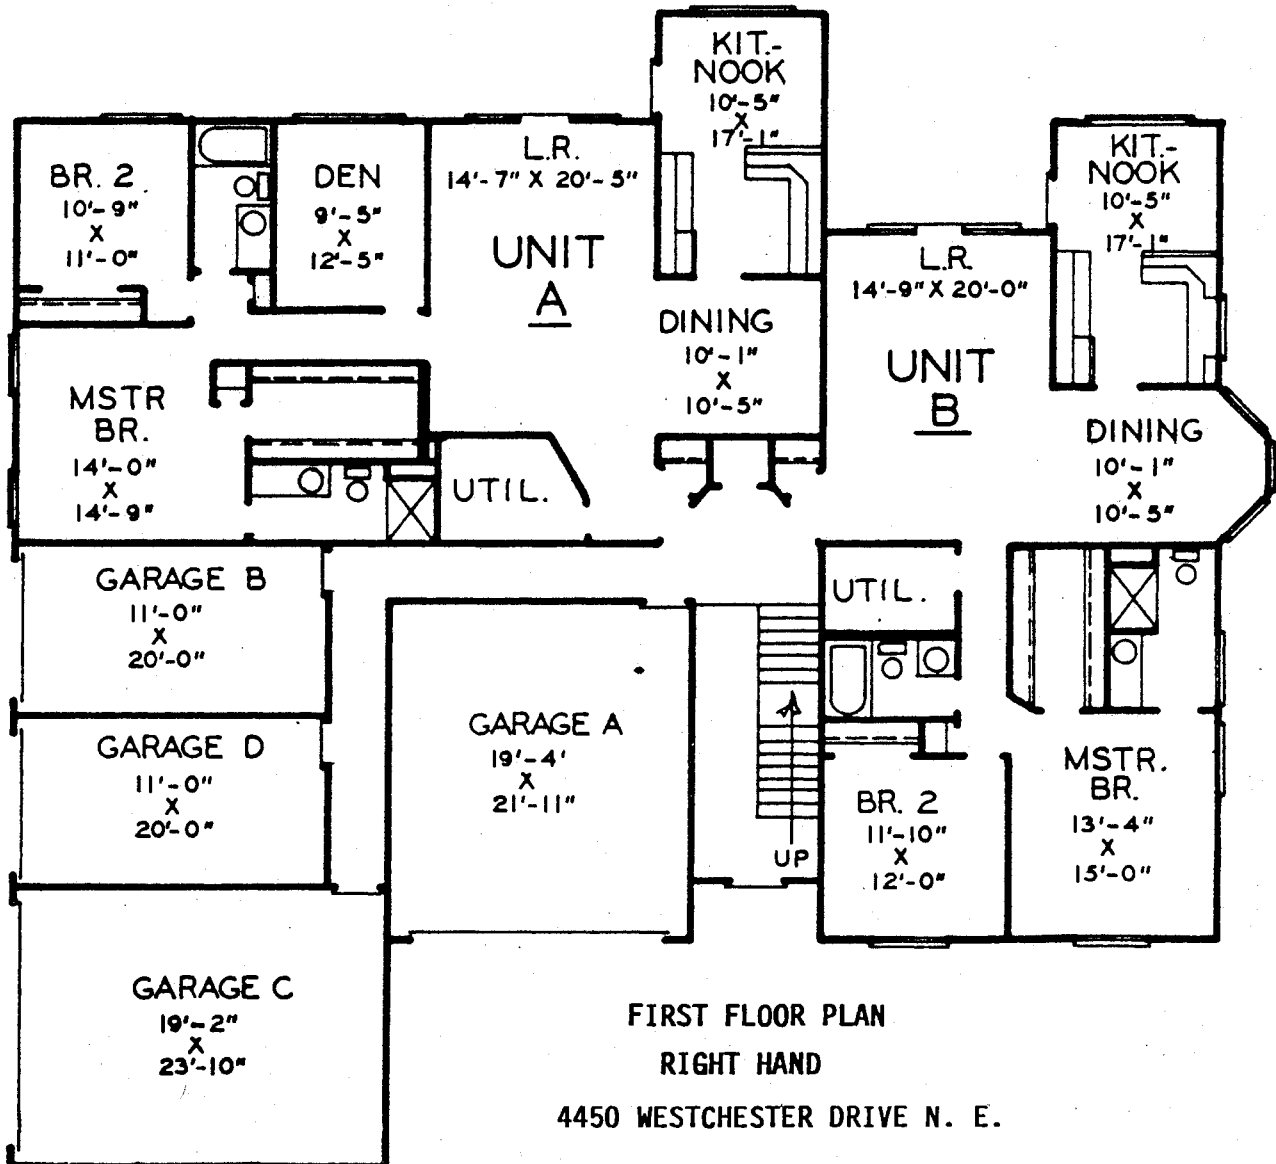 KIT.-
NOOK
10'-5"
X
17'-1"
BR. 2
10'-9"
X
11'-0"
DEN
9'-5"
X
12'-5"
L.R.
14'-7" X 20'-5"
UNIT
A
DINING
10'-1"
X
10'-5"
MSTR
BR.
14'-0"
X
14'-9"
UTIL.
KIT.-
NOOK
10'-5"
X
17'-1"
L.R.
14'-9" X 20'-0"
UNIT
B
DINING
10'-1"
X
10'-5"
UTIL.
GARAGE B
11'-0"
X
20'-0"
GARAGE D
11'-0"
X
20'-0"
GARAGE A
19'-4'
X
21'-11"
UP
BR. 2
11'-10"
X
12'-0"
MSTR.
BR.
13'-4"
X
15'-0"
GARAGE C
19'-2"
X
23'-10"
FIRST FLOOR PLAN
RIGHT HAND
4450 WESTCHESTER DRIVE N. E.